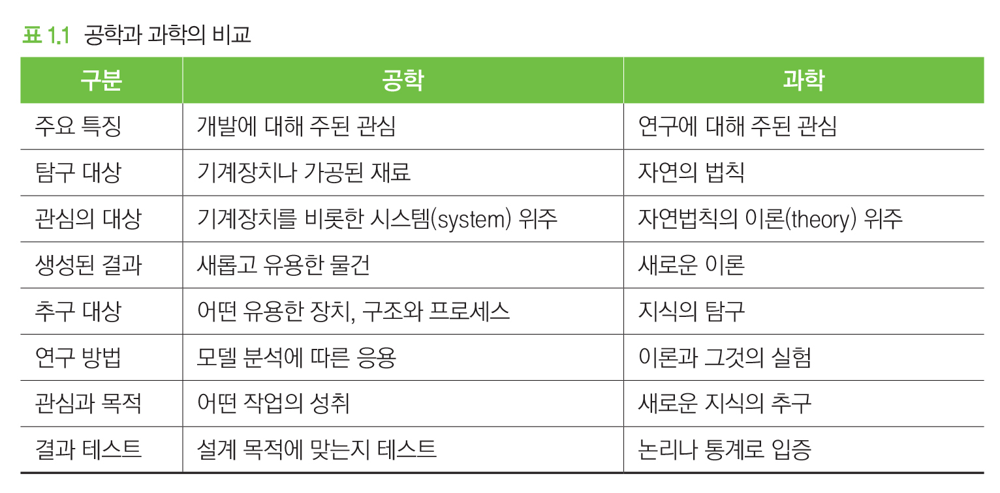 표 1.1 공학과 과학의 비교
구분 공학 과학
주요 특징 개발에 대해 주된 관심 연구에 대해 주된 관심
탐구 대상 기계장치나 가공된 재료 자연의 법칙
관심의 대상 기계장치를 비롯한 시스템(system) 위주 자연법칙의 이론(theory) 위주
생성된 결과 새롭고 유용한 물건 새로운 이론
추구 대상 어떤 유용한 장치, 구조와 프로세스 지식의 탐구
연구 방법 모델 분석에 따른 응용 이론과 그것의 실험
관심과 목적 어떤 작업의 성취 새로운 지식의 추구
결과 테스트 설계 목적에 맞는지 테스트 논리나 통계로 입증